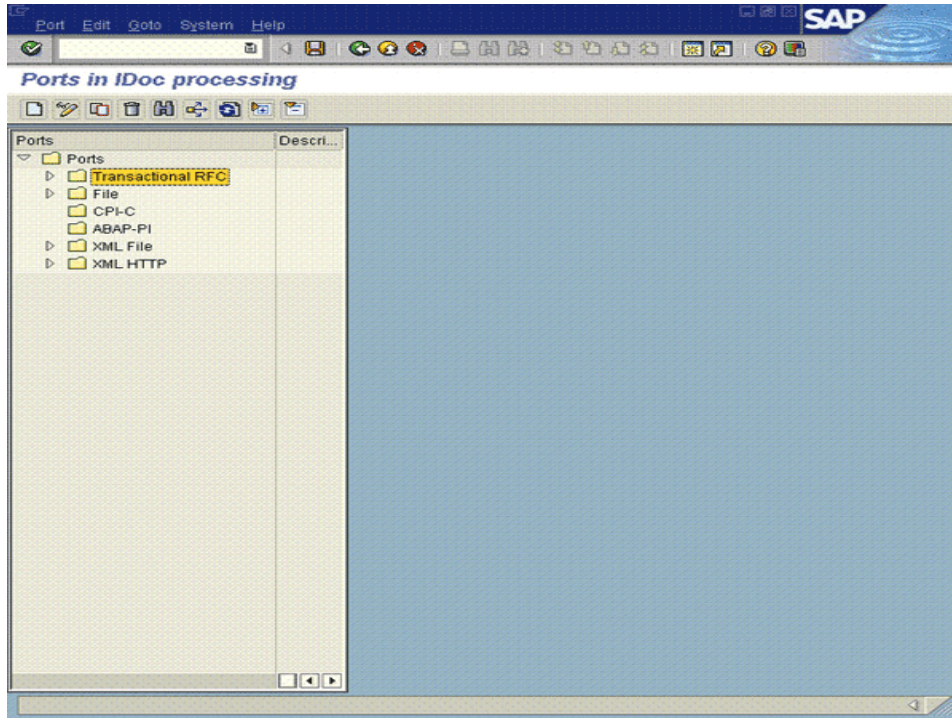 Port Edit Goto System Help
SAP
Ports in IDoc processing
Ports Descri...
Ports
Transactional RFC
File
CPI-C
ABAP-PI
XML File
XML HTTP